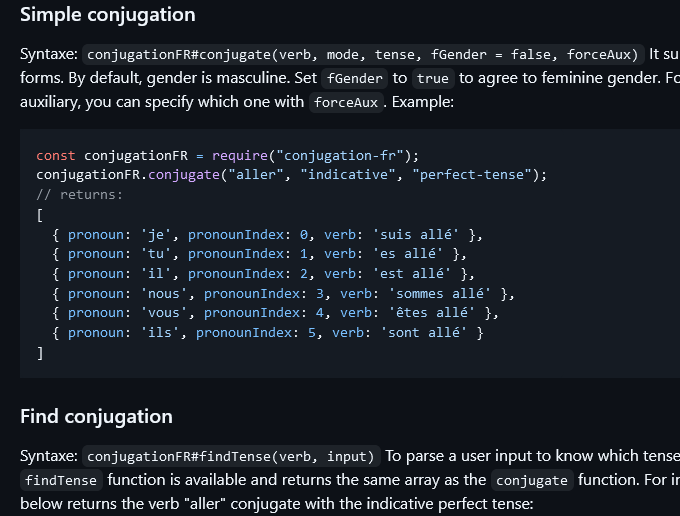 Simple conjugation
Syntaxe: conjugationFR#conjugate(verb, mode, tense, fGender = false, forceAux) It su
forms. By default, gender is masculine. Set fGender to true to agree to feminine gender. Fo
auxiliary, you can specify which one with forceAux. Example:
const conjugationFR = require("conjugation-fr");
conjugationFR.conjugate("aller", "indicative", "perfect-tense");
// returns:
[
  { pronoun: 'je', pronounIndex: 0, verb: 'suis allé' },
  { pronoun: 'tu', pronounIndex: 1, verb: 'es allé' },
  { pronoun: 'il', pronounIndex: 2, verb: 'est allé' },
  { pronoun: 'nous', pronounIndex: 3, verb: 'sommes allé' },
  { pronoun: 'vous', pronounIndex: 4, verb: 'êtes allé' },
  { pronoun: 'ils', pronounIndex: 5, verb: 'sont allé' }
]
Find conjugation
Syntaxe: conjugationFR#findTense(verb, input) To parse a user input to know which tense
findTense function is available and returns the same array as the conjugate function. For in
below returns the verb "aller" conjugate with the indicative perfect tense: